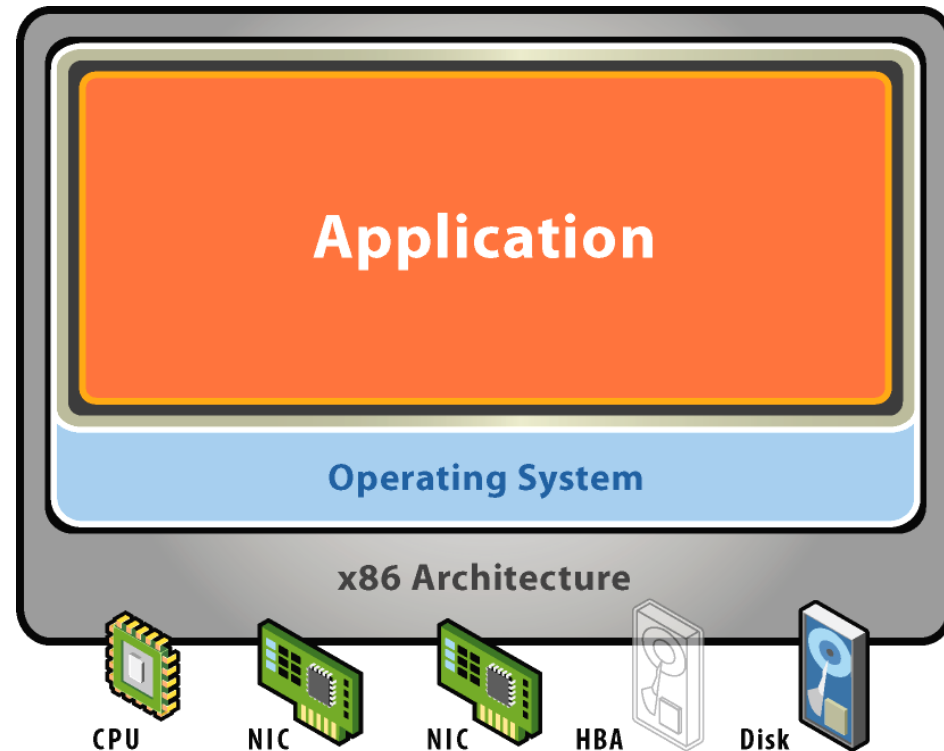 Application
Operating System
x86 Architecture
CPU NIC NIC HBA Disk